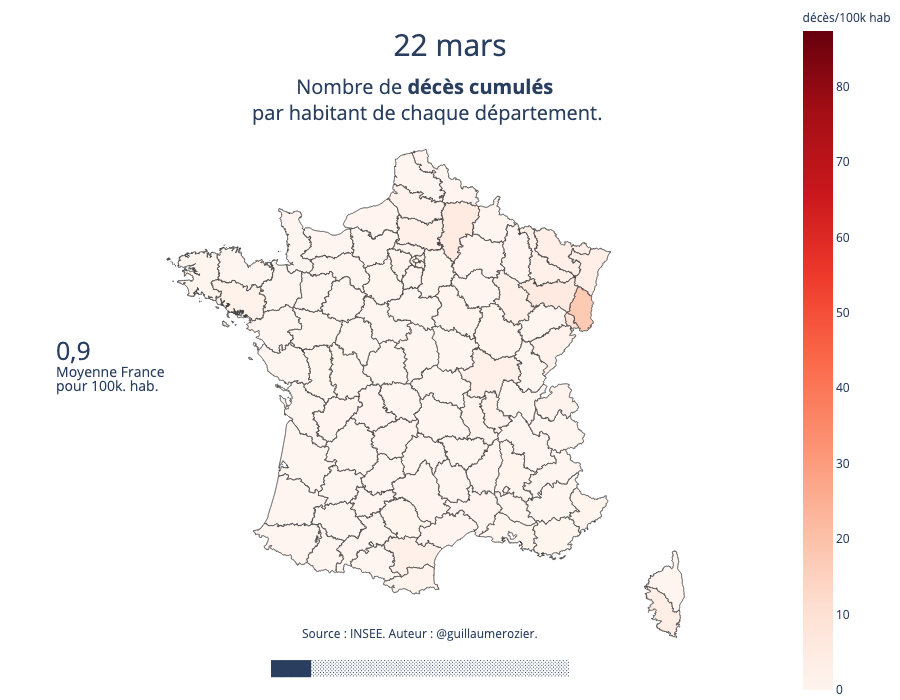 décès/100k hab
22 mars
Nombre de décès cumulés
par habitant de chaque département.
80
70
60
50
40
30
20
10
0
0,9
Moyenne France
pour 100k. hab.
Source : INSEE. Auteur : @guillaumerozier.